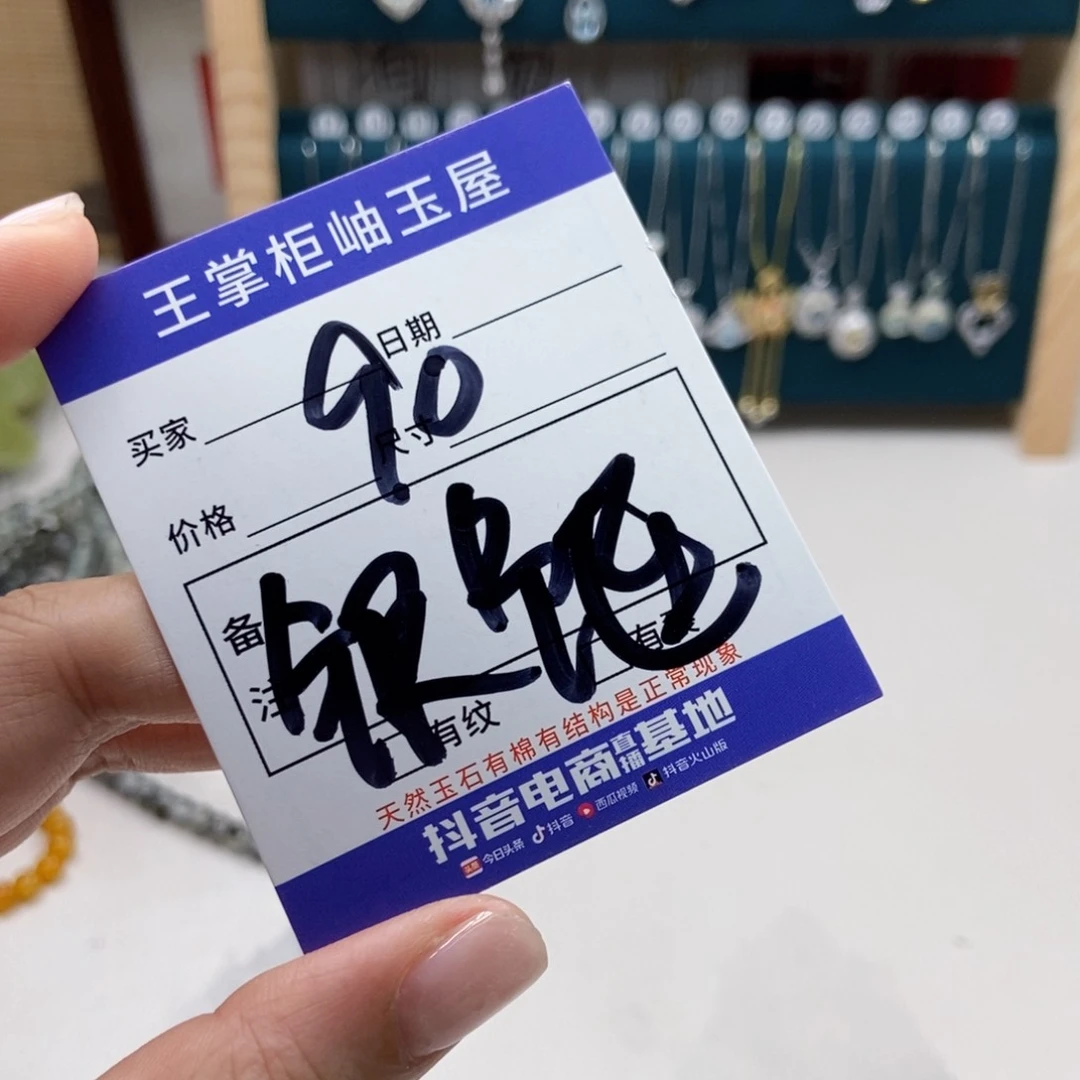 王掌柜岫玉屋
日期
90
买家
尺寸
价格
备注
有纹
有裂
天然玉石有棉有结构是正常现象
抖音电商直播基地
今日头条 抖音 西瓜视频 抖音火山版